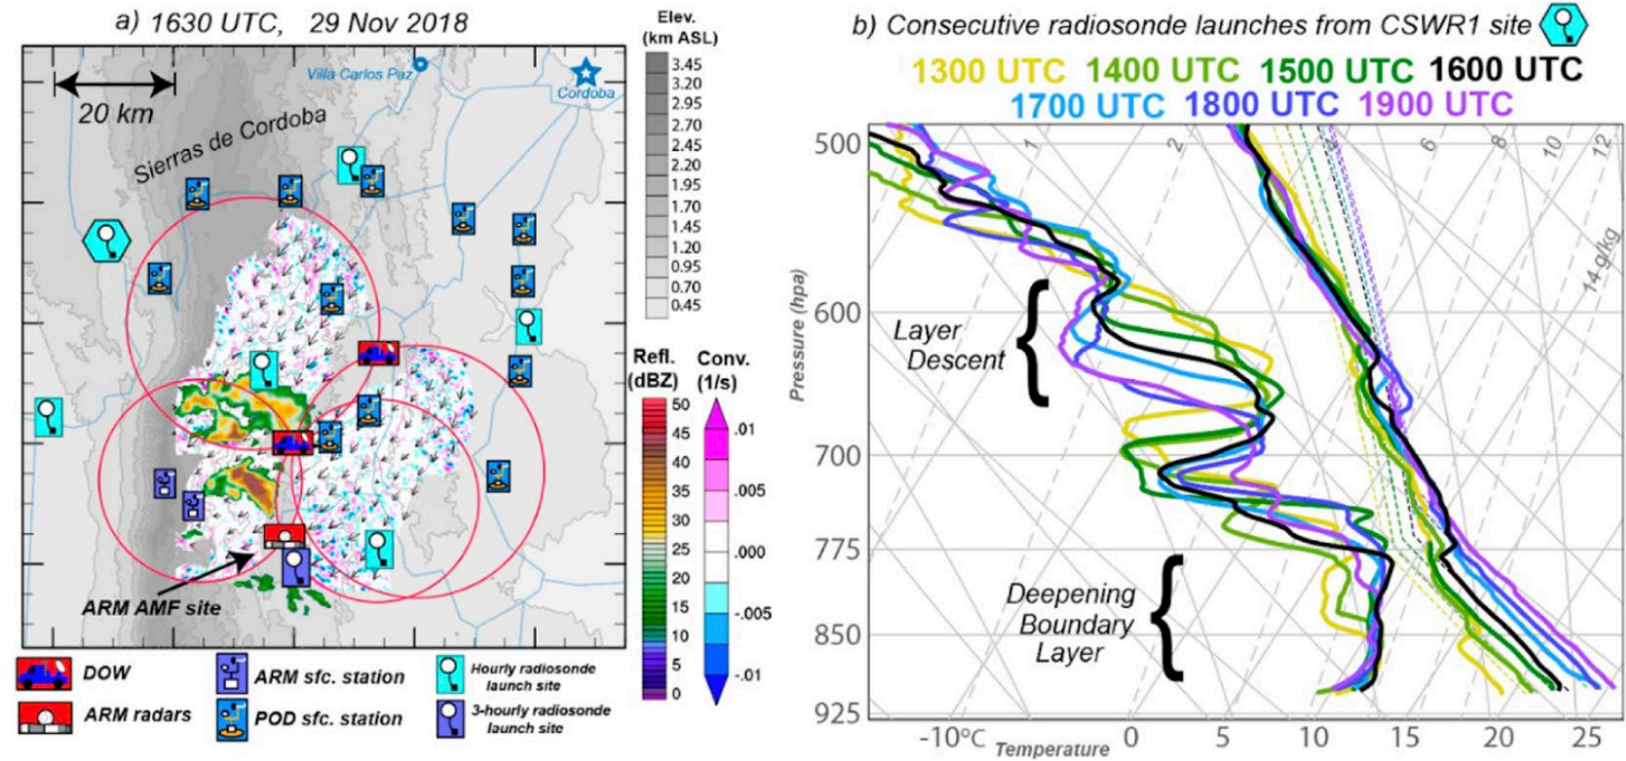 a) 1630 UTC, 29 Nov 2018
Elev.
(km ASL)
3.45
3.20
2.95
2.70
2.45
2.20
1.95
1.70
1.45
1.20
0.95
0.70
0.45
20 km
Villa Carlos Paz
Cordoba
Sierras de Cordoba
ARM AMF site
Refl.
(dBZ)
50
45
40
35
30
25
20
15
10
5
0
Conv.
(1/s)
.01
.005
.000
-.005
-.01
DOW
ARM radars
ARM sfc. station
POD sfc. station
Hourly radiosonde
launch site
3-hourly radiosonde
launch site
b) Consecutive radiosonde launches from CSWR1 site
1300 UTC 1400 UTC 1500 UTC 1600 UTC
1700 UTC 1800 UTC 1900 UTC
500
600
700
775
850
925
Pressure (hpa)
1 2 6 8 10 12
14 g/kg
Layer
Descent
Deepening
Boundary
Layer
-10°C Temperature 0 5 10 15 20 25